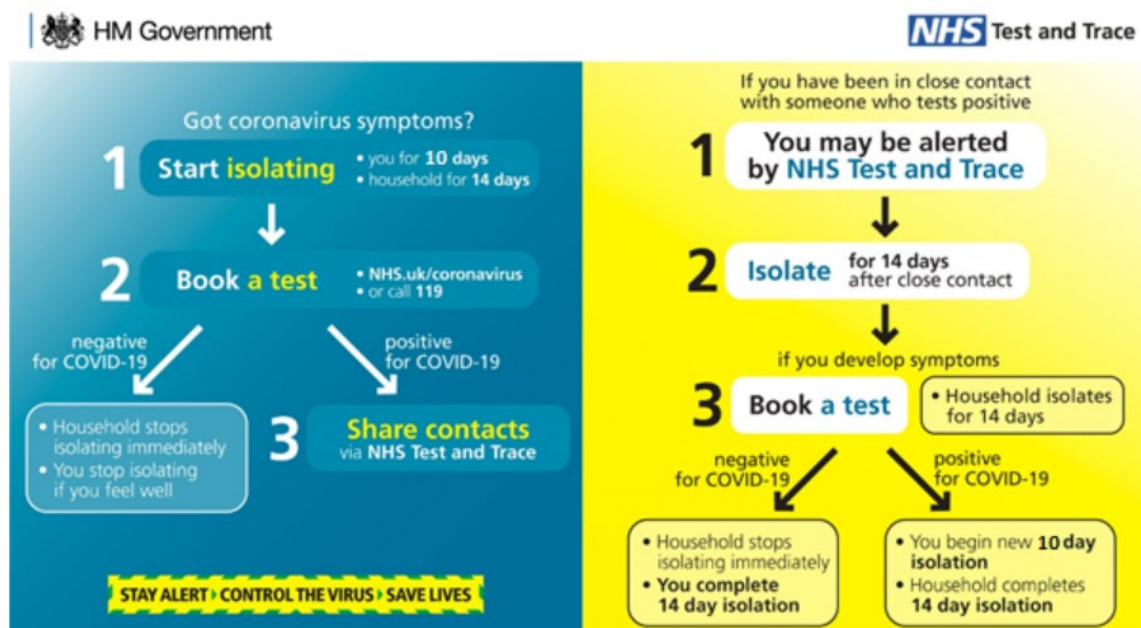 HM Government
NHS Test and Trace
Got coronavirus symptoms?
1
Start isolating
• you for 10 days
• household for 14 days
2
Book a test
• NHS.uk/coronavirus
• or call 119
negative
for COVID-19
positive
for COVID-19
• Household stops
isolating immediately
• You stop isolating
if you feel well
3
Share contacts
via NHS Test and Trace
STAY ALERT CONTROL THE VIRUS SAVE LIVES
If you have been in close contact
with someone who tests positive
1
You may be alerted
by NHS Test and Trace
2
Isolate
for 14 days
after close contact
if you develop symptoms
3
Book a test
• Household isolates
for 14 days
negative
for COVID-19
positive
for COVID-19
• Household stops
isolating immediately
• You complete
14 day isolation
• You begin new 10 day
isolation
• Household completes
14 day isolation